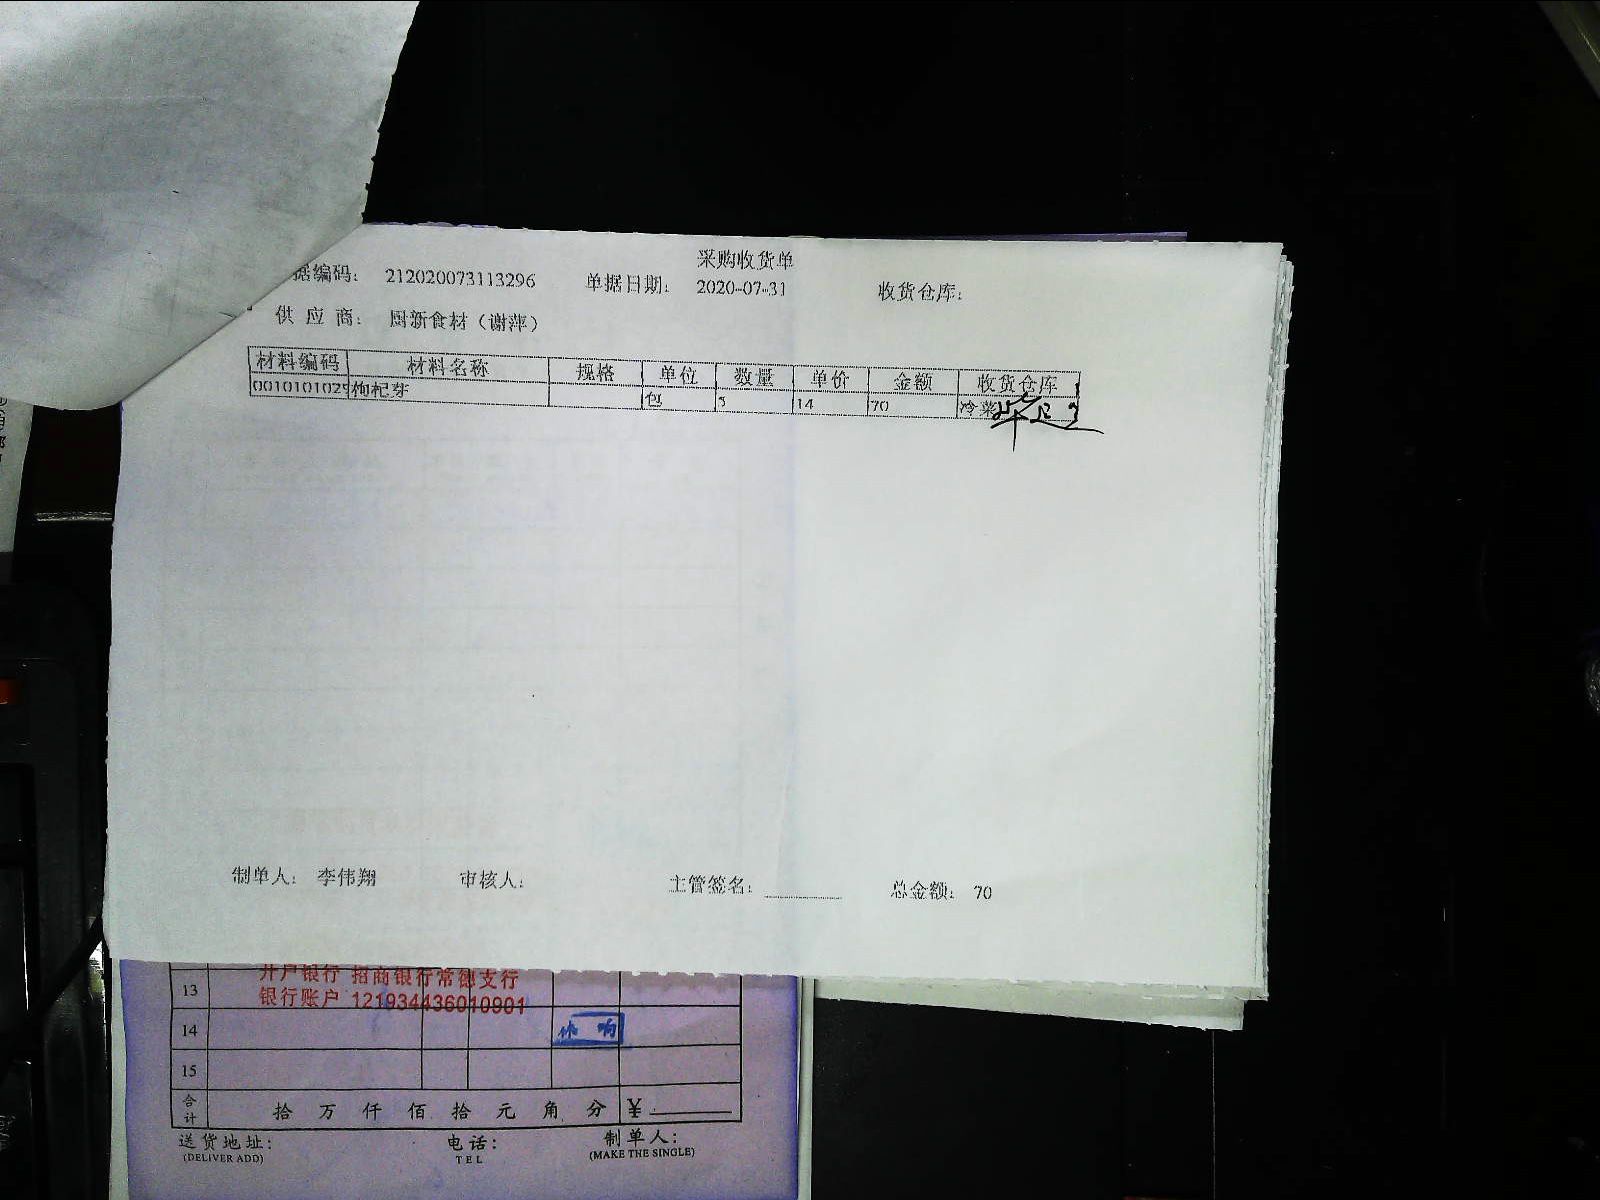 采购收货单
据编码： 212020073113296 单据日期： 2020-07-31 收货仓库：
供应商： 厨新食材（谢萍）
材料编码 材料名称 规格 单位 数量 单价 金额 收货仓库
0010101029 枸杞芽 包 5 14 70 冷菜
制单人： 李伟翔 审核人： 主管签名： 总金额： 70
13 开户银行 招商银行常德支行
银行账户 121934436010901
14
15
合计 拾 万 仟 佰 拾 元 角 分 ¥
送货地址： 电话： 制单人：
(DELIVER ADD) TEL (MAKE THE SINGLE)